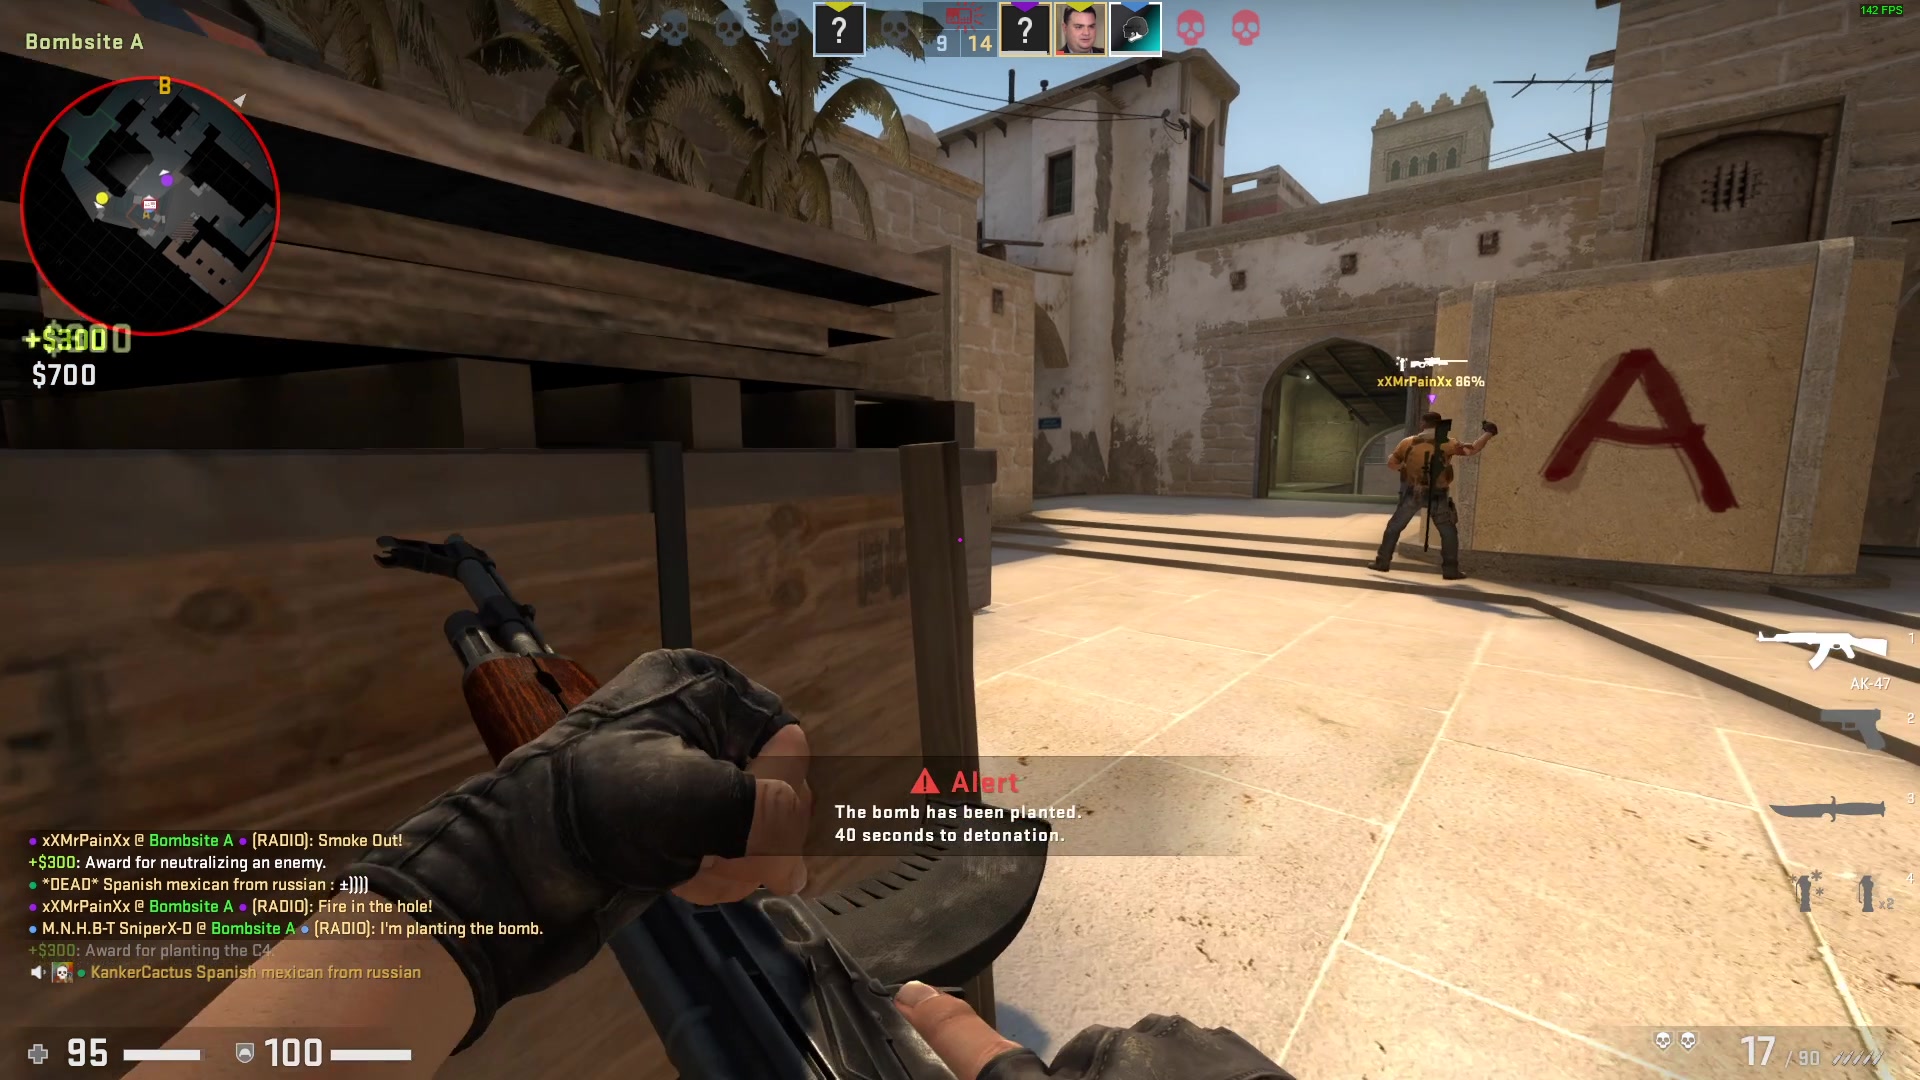 142 FPS
Bombsite A
? ?
9 14
B
+$300
$700
xXMrPainXx 86%
A
1
AK-47
2
3
4
x2
Alert
The bomb has been planted.
40 seconds to detonation.
• xXMrPainXx @ Bombsite A • (RADIO): Smoke Out!
+$300: Award for neutralizing an enemy.
• *DEAD* Spanish mexican from russian : ±))))
• xXMrPainXx @ Bombsite A • (RADIO): Fire in the hole!
• M.N.H.B-T SniperX-D @ Bombsite A • (RADIO): I'm planting the bomb.
+$300: Award for planting the C4.
• KankerCactus Spanish mexican from russian
95 100
17 / 90